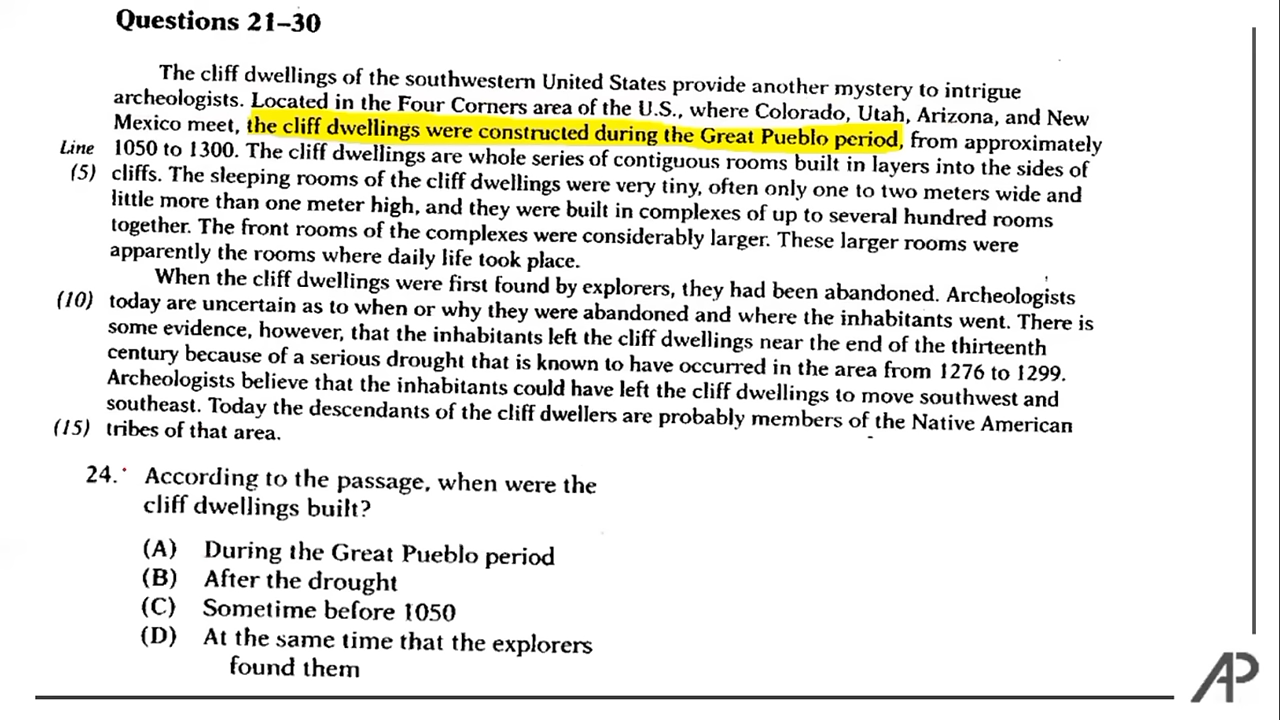 Questions 21–30
The cliff dwellings of the southwestern United States provide another mystery to intrigue
archeologists. Located in the Four Corners area of the U.S., where Colorado, Utah, Arizona, and New
Mexico meet, the cliff dwellings were constructed during the Great Pueblo period, from approximately
Line 1050 to 1300. The cliff dwellings are whole series of contiguous rooms built in layers into the sides of
(5) cliffs. The sleeping rooms of the cliff dwellings were very tiny, often only one to two meters wide and
little more than one meter high, and they were built in complexes of up to several hundred rooms
together. The front rooms of the complexes were considerably larger. These larger rooms were
apparently the rooms where daily life took place.
When the cliff dwellings were first found by explorers, they had been abandoned. Archeologists
(10) today are uncertain as to when or why they were abandoned and where the inhabitants went. There is
some evidence, however, that the inhabitants left the cliff dwellings near the end of the thirteenth
century because of a serious drought that is known to have occurred in the area from 1276 to 1299.
Archeologists believe that the inhabitants could have left the cliff dwellings to move southwest and
southeast. Today the descendants of the cliff dwellers are probably members of the Native American
(15) tribes of that area.
24. According to the passage, when were the
cliff dwellings built?
(A) During the Great Pueblo period
(B) After the drought
(C) Sometime before 1050
(D) At the same time that the explorers
found them
AP